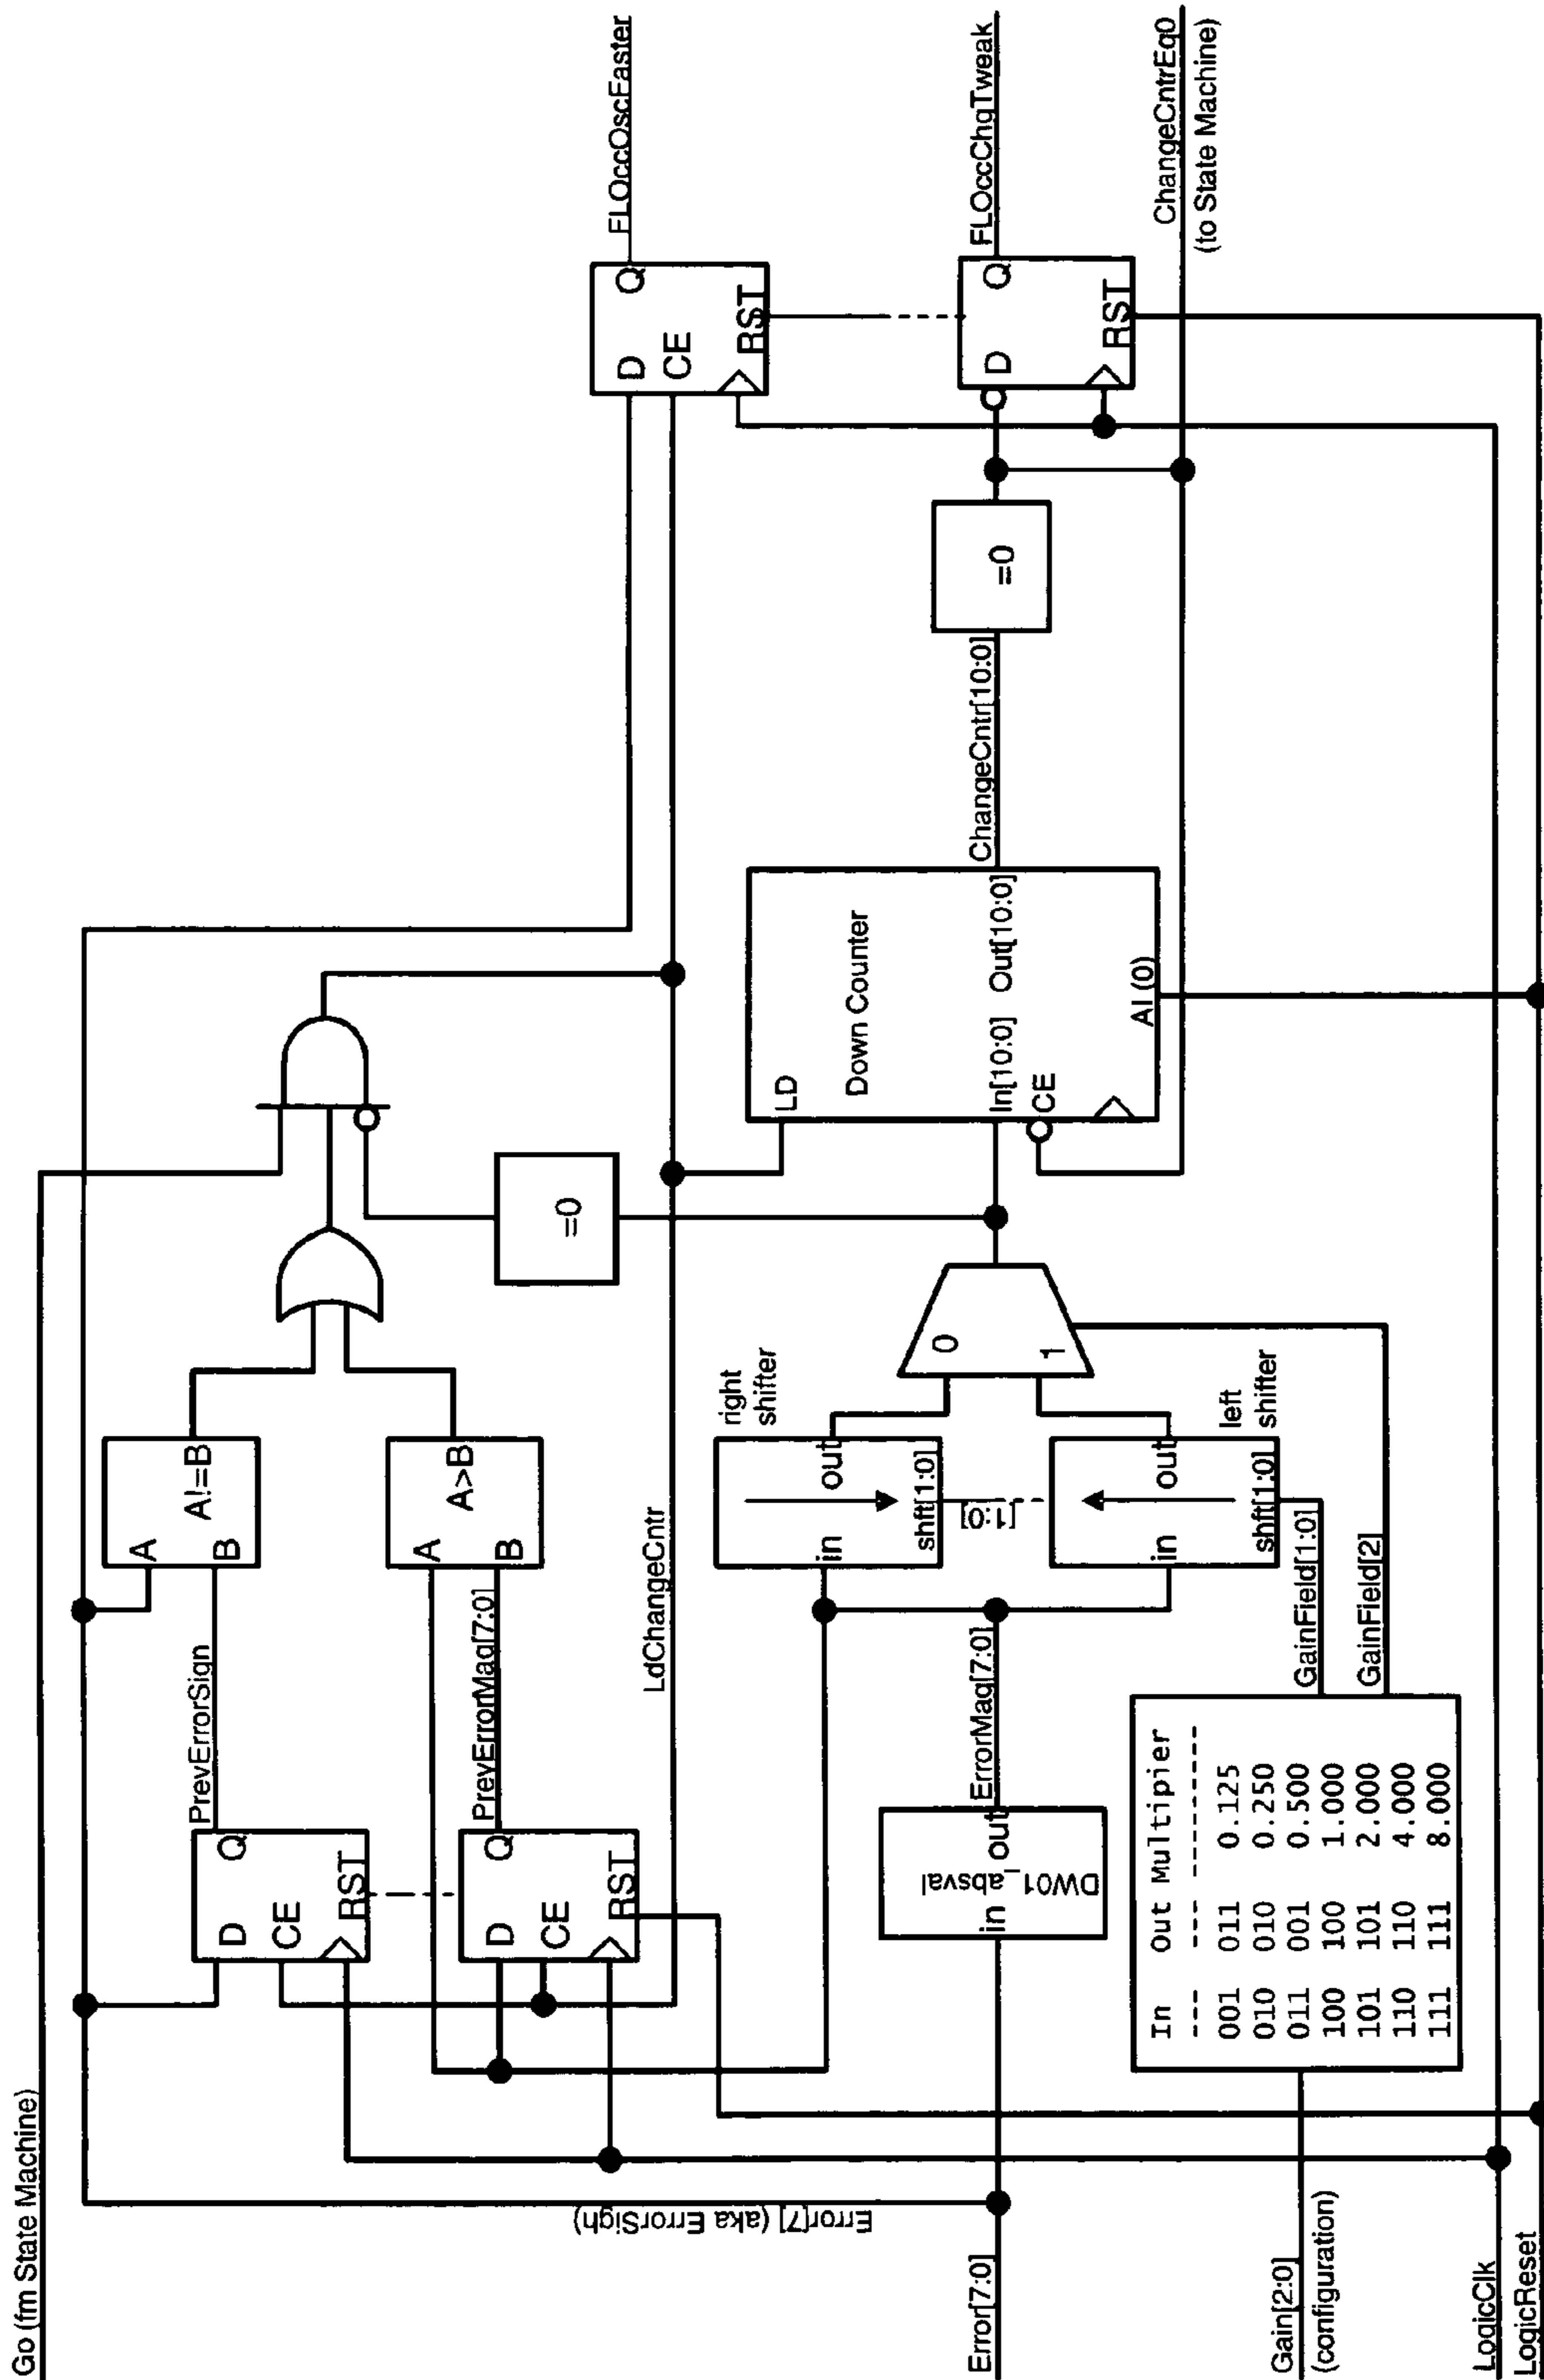 Go (fm State Machine)
Error[7] (aka ErrorSigh)
Error[7:0]
Gain[2:0]
(configuration)
LogicClk
LogicReset
D
Q
CE
RST
PrevErrorSign
D
Q
CE
RST
PrevErrorMag[7:0]
A
B
A!=B
A
B
A>B
LdChangeCntr
in
out
DW01_absval
ErrorMag[7:0]
In Out Multipier
--- --- ----------
001 011 0.125
010 010 0.250
011 001 0.500
100 100 1.000
101 101 2.000
110 110 4.000
111 111 8.000
GainField[1:0]
GainField[2]
right
shifter
in
out
shft[1:0]
[1:0]
left
shifter
in
out
shft[1:0]
0
1
=0
LD
Down Counter
In[10:0] Out[10:0]
CE
AI (0)
ChangeCntr[10:0]
=0
D
Q
CE
RST
FLOccOscFaster
D
Q
RST
FLOccChgTweak
ChangeCntrEq0
(to State Machine)